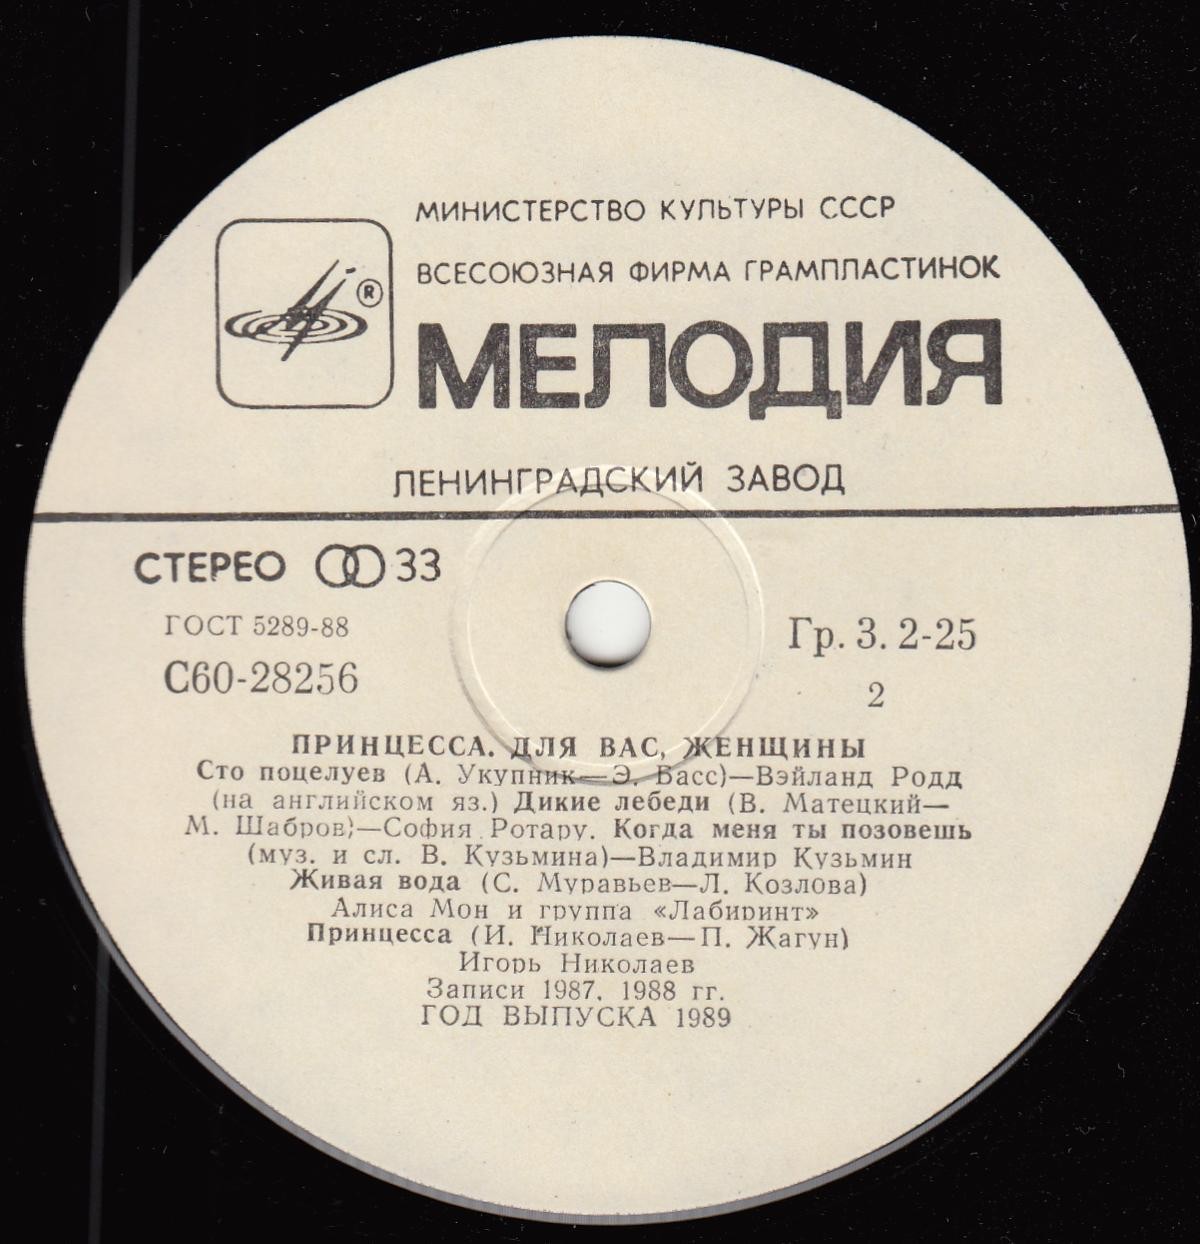 МИНИСТЕРСТВО КУЛЬТУРЫ СССР
ВСЕСОЮЗНАЯ ФИРМА ГРАМПЛАСТИНОК
®
МЕЛОДИЯ
ЛЕНИНГРАДСКИЙ ЗАВОД
СТЕРЕО 33
ГОСТ 5289-88
Гр. 3. 2-25
С60-28256
2
ПРИНЦЕССА. ДЛЯ ВАС, ЖЕНЩИНЫ
Сто поцелуев (А. Укупник—Э. Васс)—Вэйланд Родд
(на английском яз.) Дикие лебеди (В. Матецкий—
М. Шабров)—София Ротару. Когда меня ты позовешь
(муз. и сл. В. Кузьмина)—Владимир Кузьмин
Живая вода (С. Муравьев—Л. Козлова)
Алиса Мон и группа «Лабиринт»
Принцесса (И. Николаев—П. Жагун)
Игорь Николаев
Записи 1987, 1988 гг.
ГОД ВЫПУСКА 1989